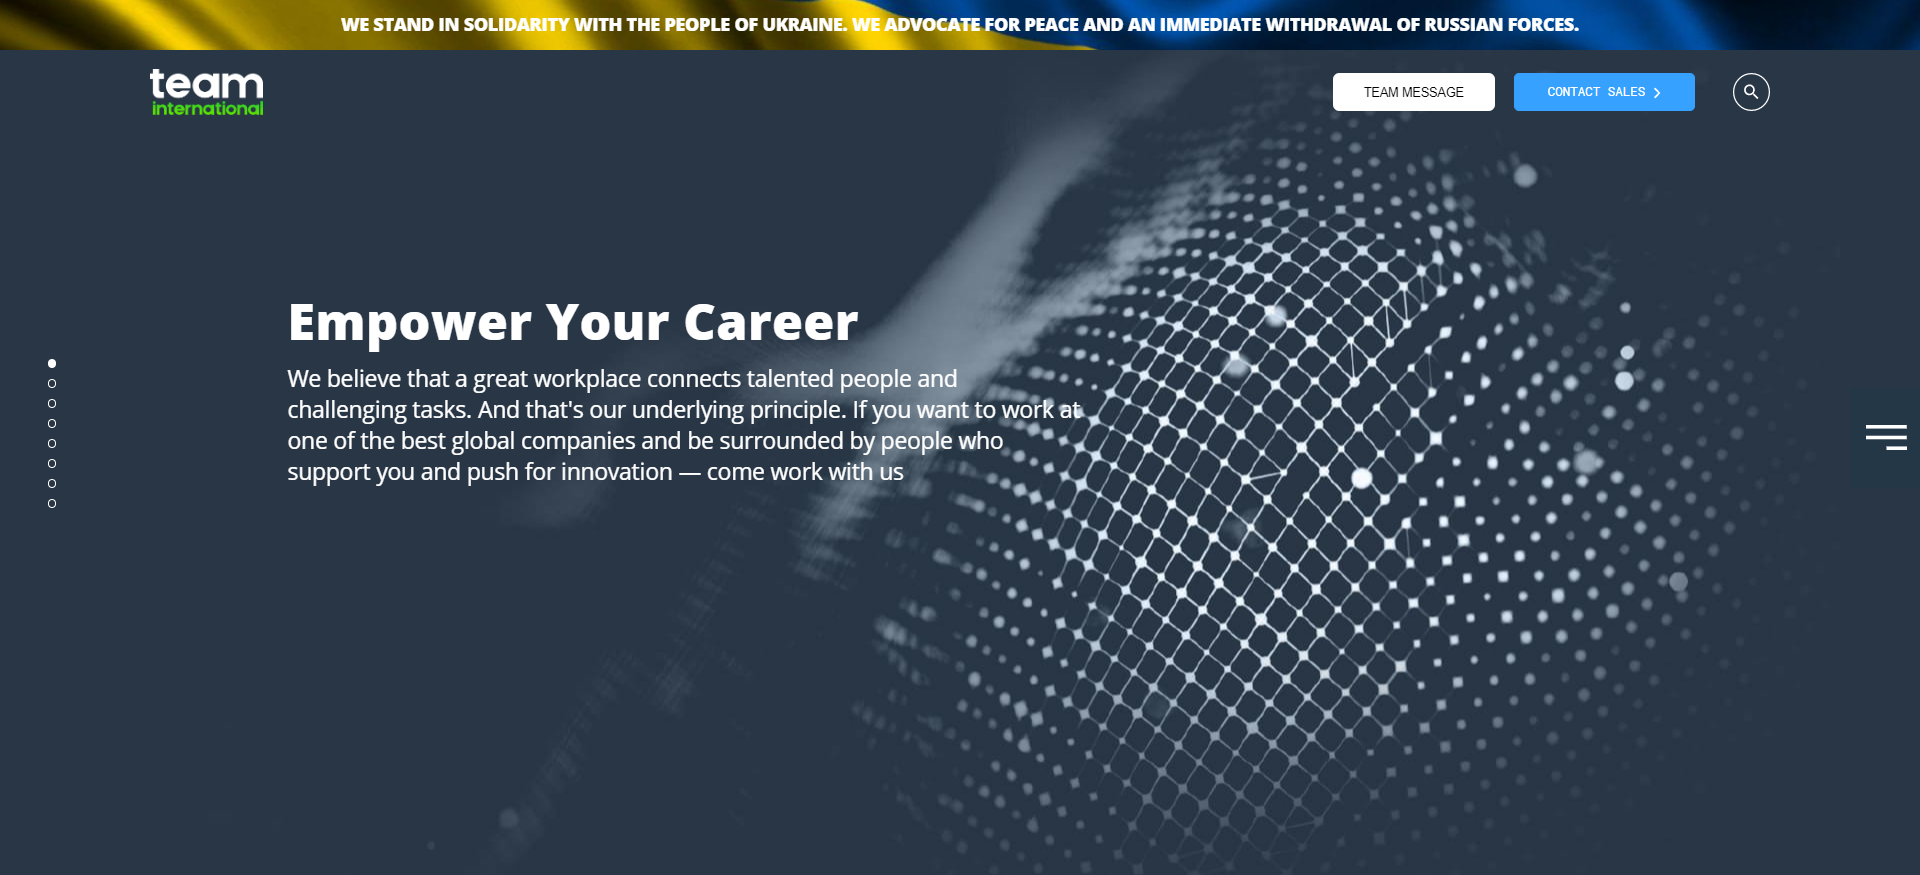 WE STAND IN SOLIDARITY WITH THE PEOPLE OF UKRAINE. WE ADVOCATE FOR PEACE AND AN IMMEDIATE WITHDRAWAL OF RUSSIAN FORCES.
team
international
TEAM MESSAGE
CONTACT SALES
Empower Your Career
We believe that a great workplace connects talented people and
challenging tasks. And that's our underlying principle. If you want to work at
one of the best global companies and be surrounded by people who
support you and push for innovation — come work with us